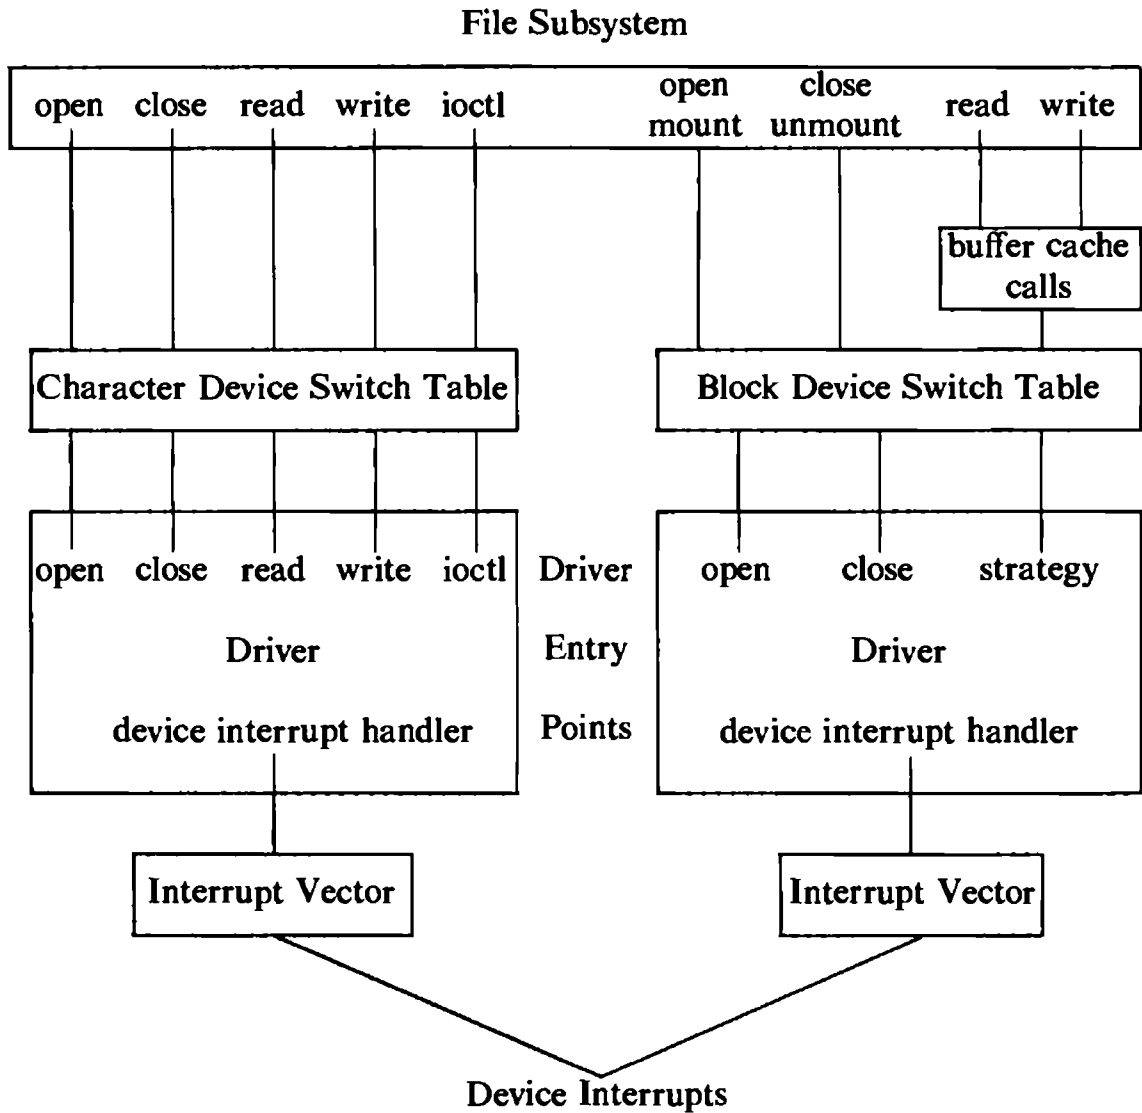 File Subsystem
open close read write ioctl
open mount
close unmount
read write
buffer cache
calls
Character Device Switch Table
Block Device Switch Table
open close read write ioctl
Driver
device interrupt handler
Driver
Entry
Points
open close strategy
Driver
device interrupt handler
Interrupt Vector
Interrupt Vector
Device Interrupts